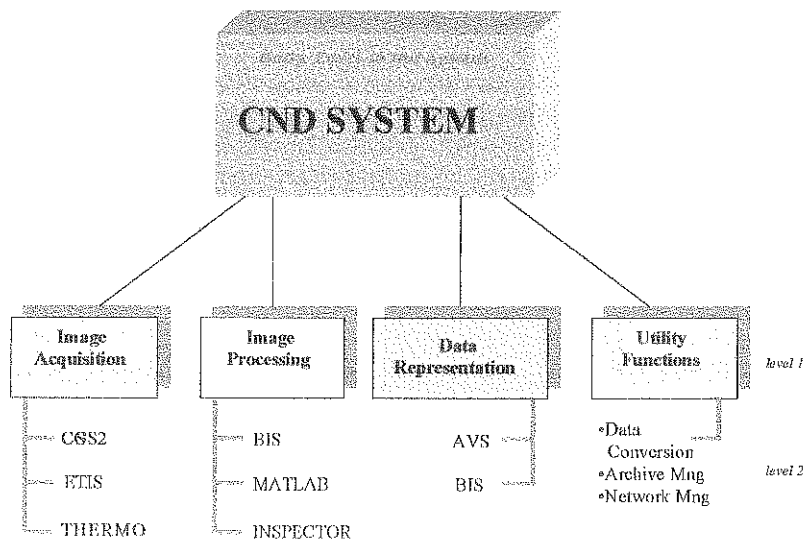 CND SYSTEM
Image
Acquisition
Image
Processing
Data
Representation
Utility
Functions
level 1
CGS2
ETIS
THERMO
BIS
MATLAB
INSPECTOR
AVS
BIS
•Data
Conversion
•Archive Mng
•Network Mng
level 2